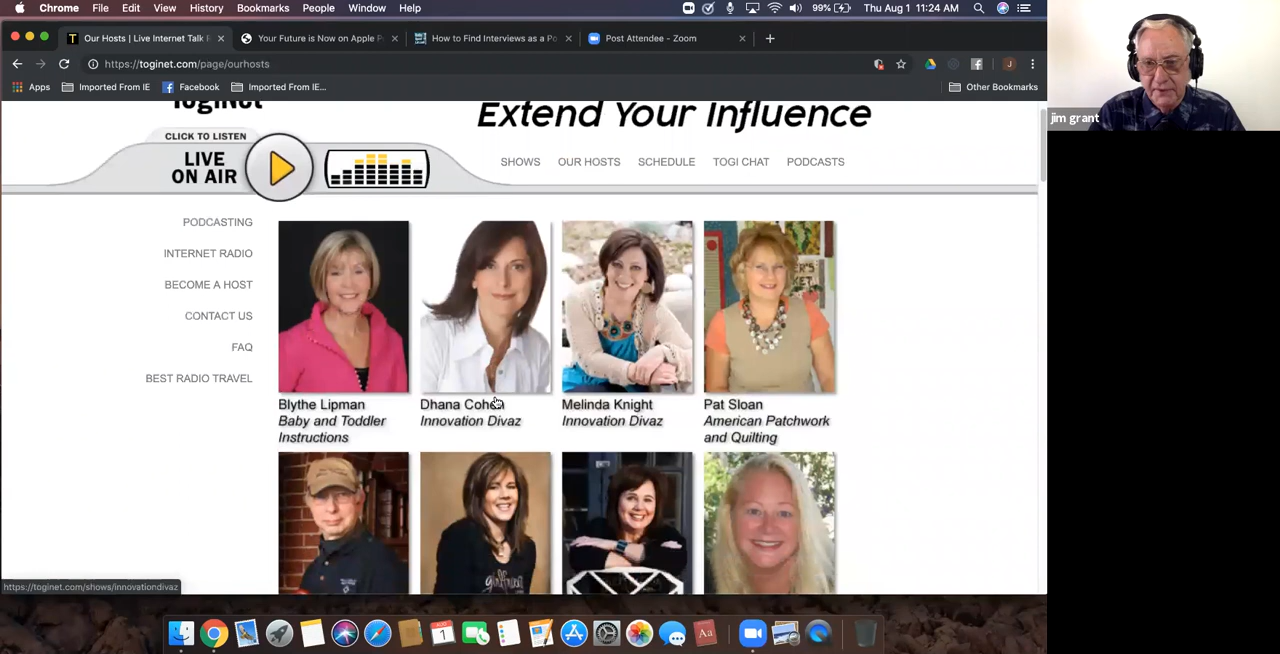 Chrome File Edit View History Bookmarks People Window Help
99% Thu Aug 1 11:24 AM
Our Hosts | Live Internet Talk
Your Future is Now on Apple P
How to Find Interviews as a Po
Post Attendee - Zoom
https://toginet.com/page/ourhosts
J
Apps Imported From IE Facebook Imported From IE...
Other Bookmarks
jim grant
TogiNet
Extend Your Influence
CLICK TO LISTEN
LIVE
ON AIR
SHOWS OUR HOSTS SCHEDULE TOGI CHAT PODCASTS
PODCASTING
INTERNET RADIO
BECOME A HOST
CONTACT US
FAQ
BEST RADIO TRAVEL
Blythe Lipman
Baby and Toddler
Instructions
Dhana Cohen
Innovation Divaz
Melinda Knight
Innovation Divaz
Pat Sloan
American Patchwork
and Quilting
https://toginet.com/shows/innovationdivaz
1
Aa